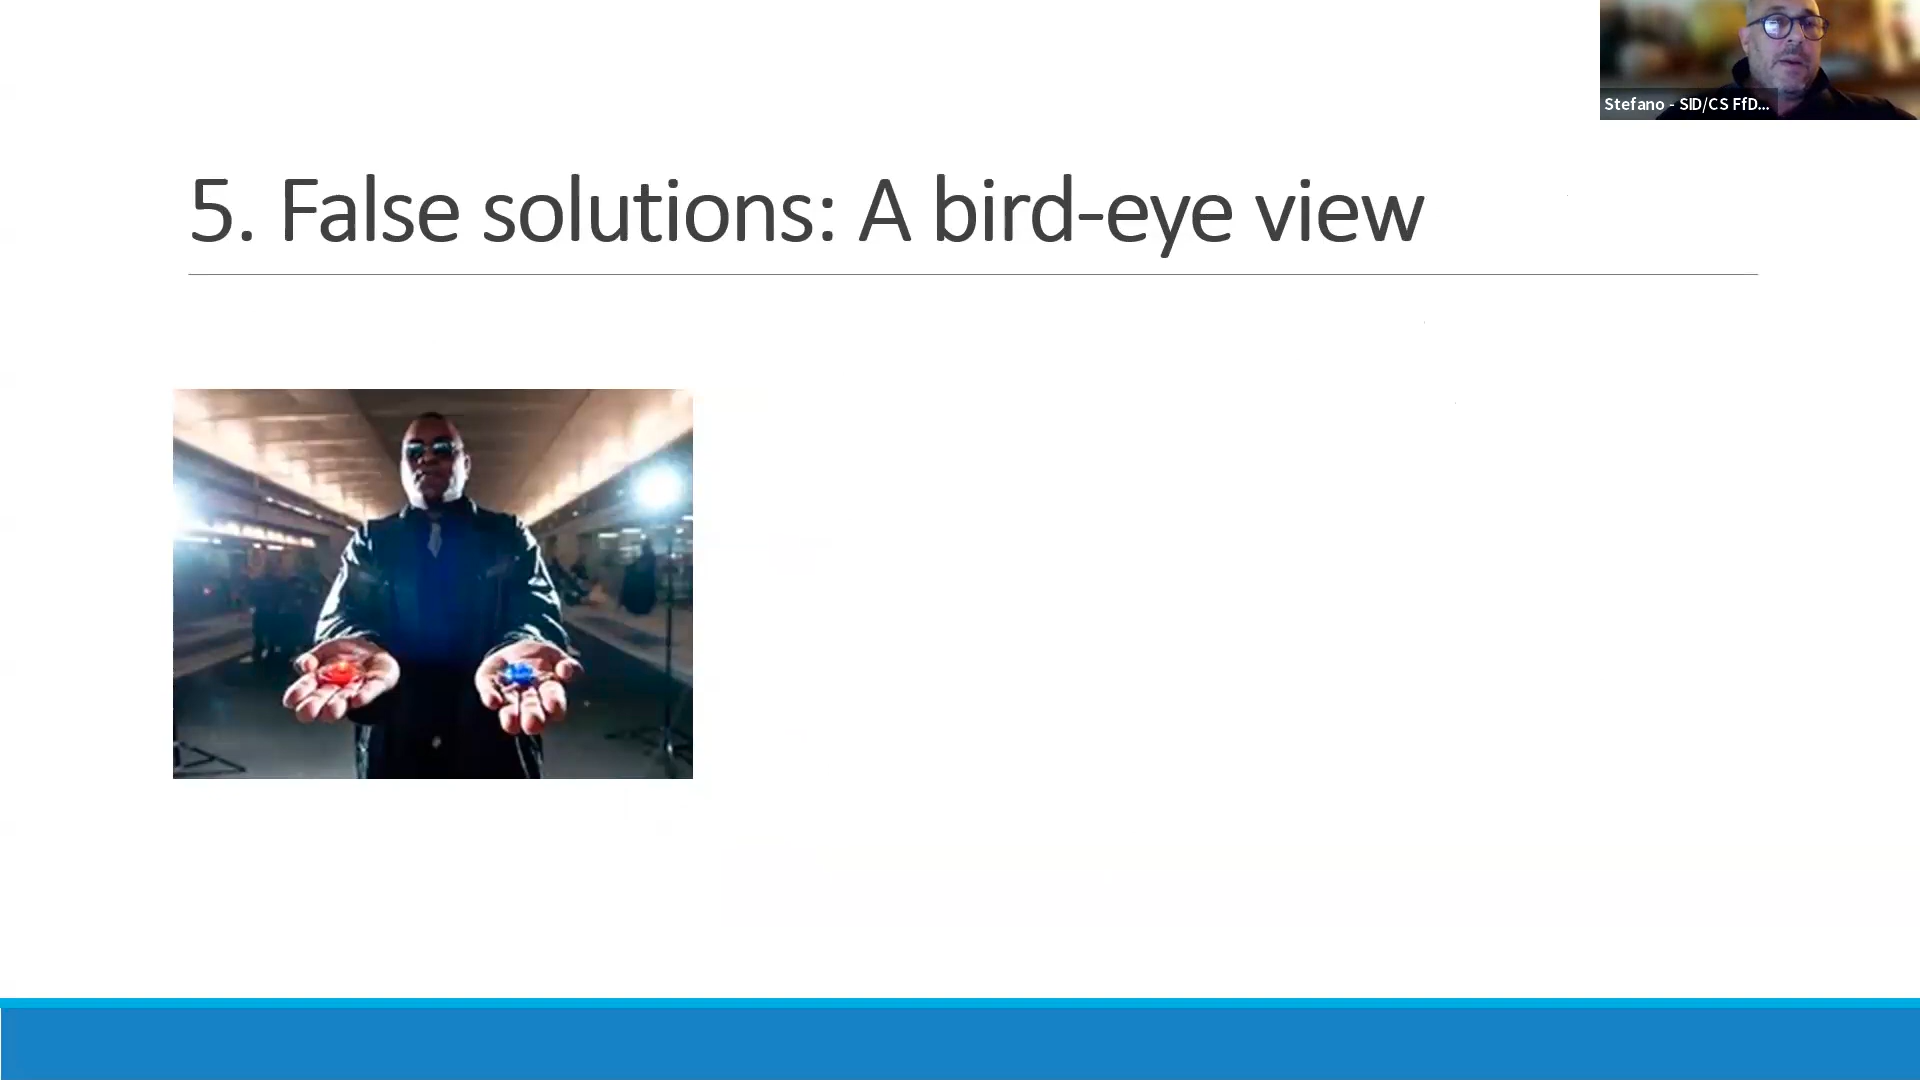 Stefano - SID/CS FfD...
5. False solutions: A bird-eye view